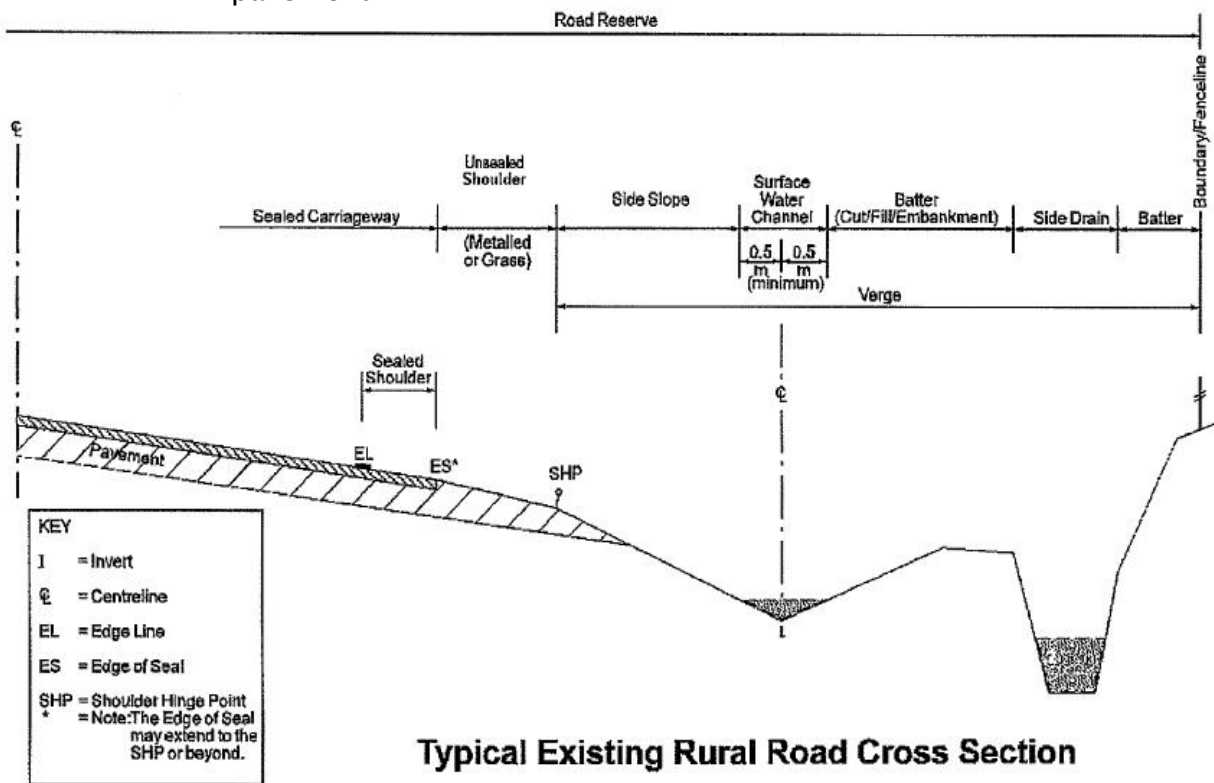 Road Reserve
Boundary/Fenceline
℄
Unsealed
Shoulder
Sealed Carriageway
(Metalled
or Grass)
Side Slope
Surface
Water
Channel
Batter
(Cut/Fill/Embankment)
Side Drain
Batter
0.5
m
0.5
m
(minimum)
Verge
Sealed
Shoulder
℄
Pavement
EL
ES*
SHP
I
KEY
I = Invert
℄ = Centreline
EL = Edge Line
ES = Edge of Seal
SHP = Shoulder Hinge Point
* = Note:The Edge of Seal
may extend to the
SHP or beyond.
Typical Existing Rural Road Cross Section